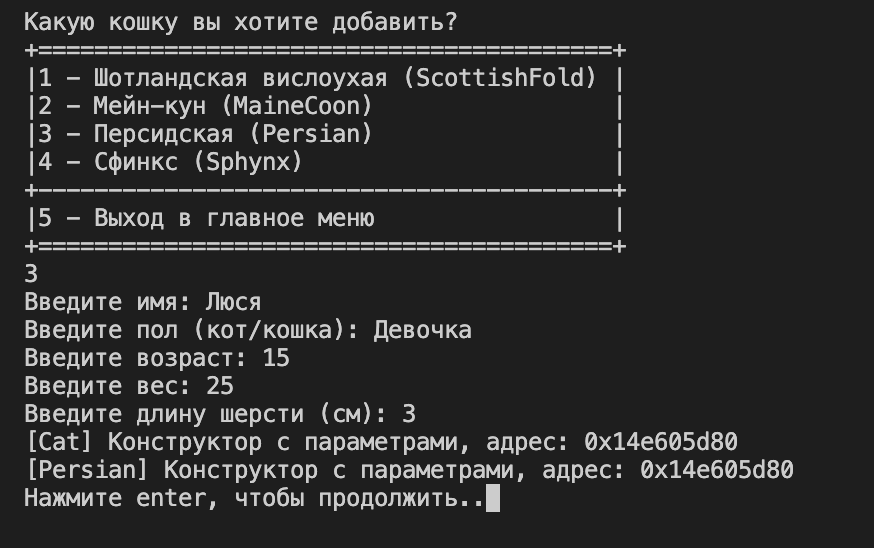 Какую кошку вы хотите добавить?
+=========================================+
|1 - Шотландская вислоухая (ScottishFold) |
|2 - Мейн-кун (MaineCoon)                 |
|3 - Персидская (Persian)                 |
|4 - Сфинкс (Sphynx)                      |
+-----------------------------------------+
|5 - Выход в главное меню                 |
+=========================================+
3
Введите имя: Люся
Введите пол (кот/кошка): Девочка
Введите возраст: 15
Введите вес: 25
Введите длину шерсти (см): 3
[Cat] Конструктор с параметрами, адрес: 0x14e605d80
[Persian] Конструктор с параметрами, адрес: 0x14e605d80
Нажмите enter, чтобы продолжить..